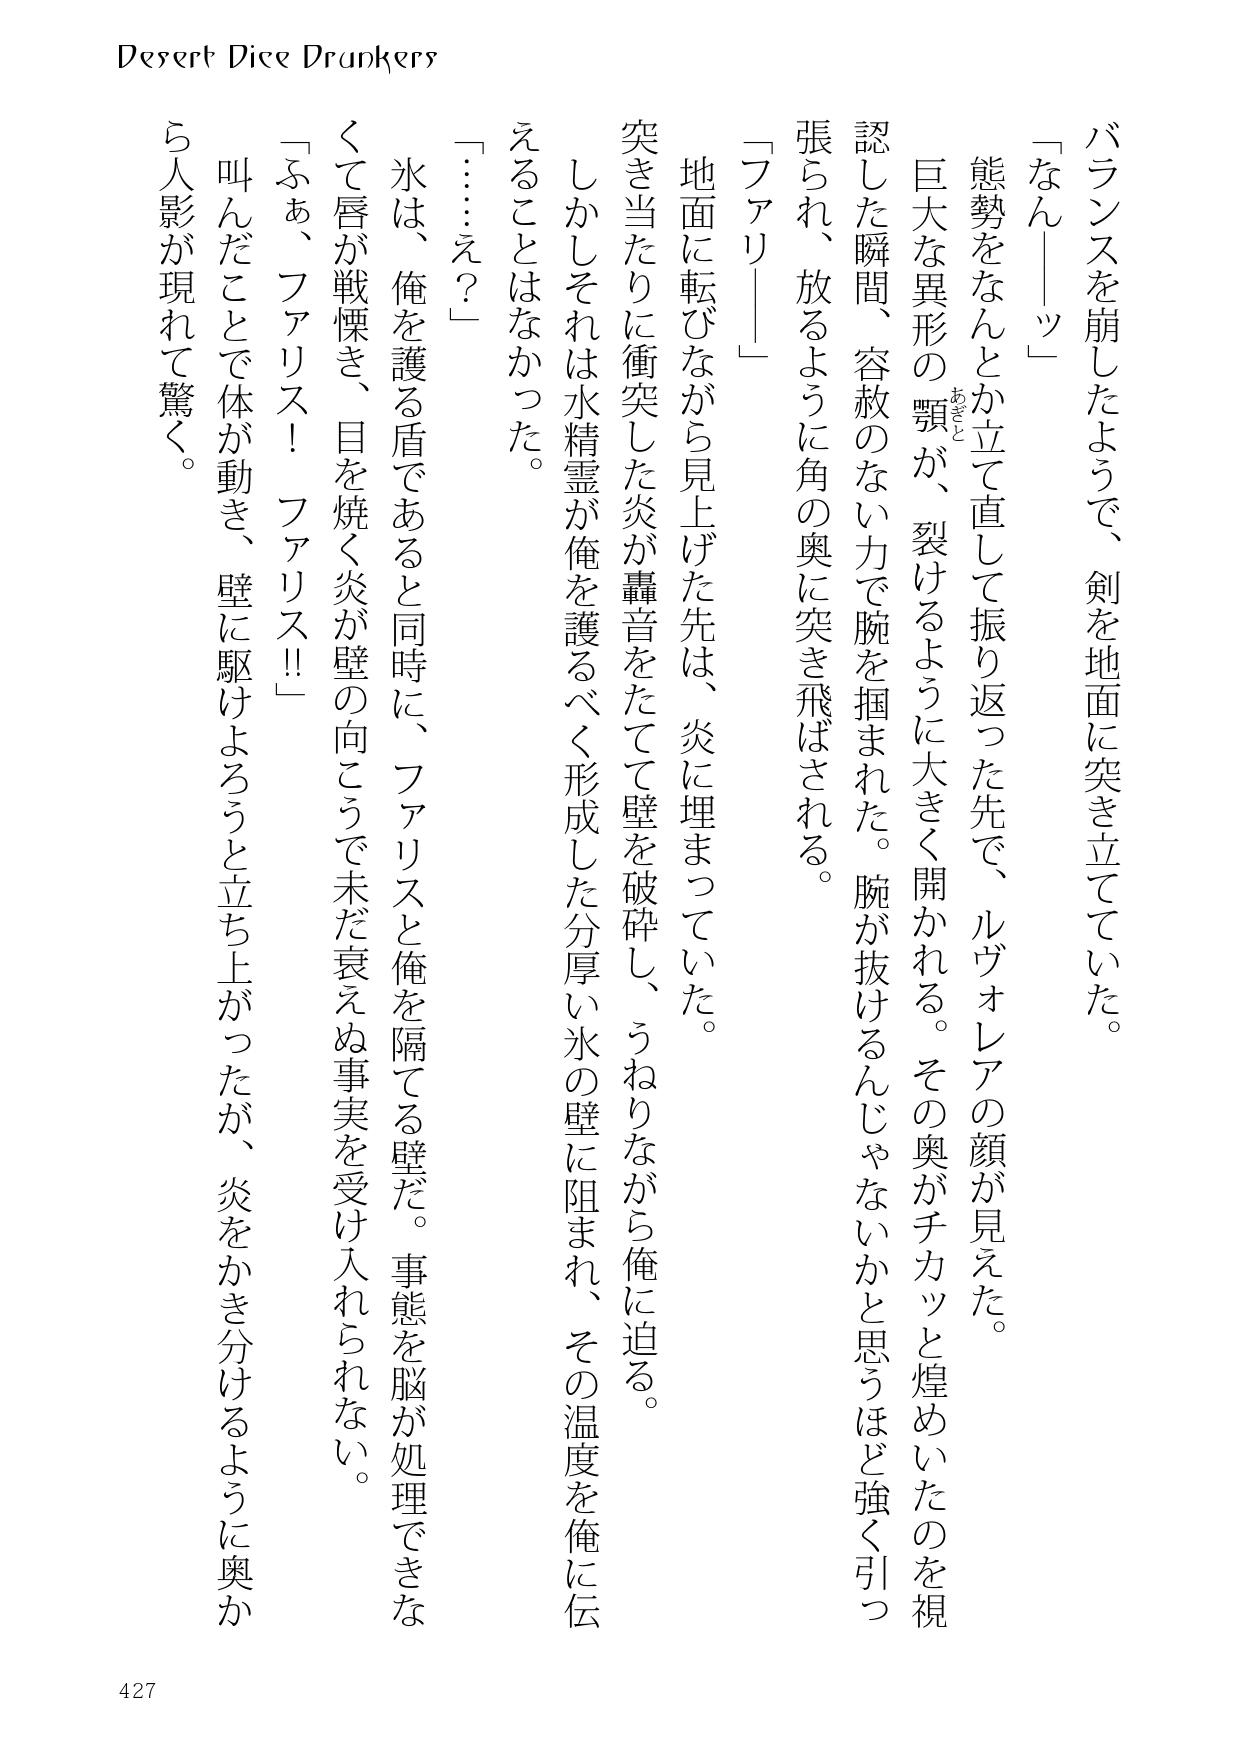 Desert Dice Drunkers
バランスを崩したようで、剣を地面に突き立てていた。
「なん――ッ」
態勢をなんとか立て直して振り返った先で、ルヴォレアの顔が見えた。
巨大な異形の顎が、裂けるように大きく開かれる。その奥がチカッと煌めいたのを視
あぎと
認した瞬間、容赦のない力で腕を掴まれた。腕が抜けるんじゃないかと思うほど強く引っ
張られ、放るように角の奥に突き飛ばされる。
「ファリ――」
地面に転びながら見上げた先は、炎に埋まっていた。
突き当たりに衝突した炎が轟音をたてて壁を破砕し、うねりながら俺に迫る。
しかしそれは水精霊が俺を護るべく形成した分厚い氷の壁に阻まれ、その温度を俺に伝
えることはなかった。
「……え？」
氷は、俺を護る盾であると同時に、ファリスと俺を隔てる壁だ。事態を脳が処理できな
くて唇が戦慄き、目を焼く炎が壁の向こうで未だ衰えぬ事実を受け入れられない。
「ふぁ、ファリス！　ファリス‼」
叫んだことで体が動き、壁に駆けよろうと立ち上がったが、炎をかき分けるように奥か
ら人影が現れて驚く。
427